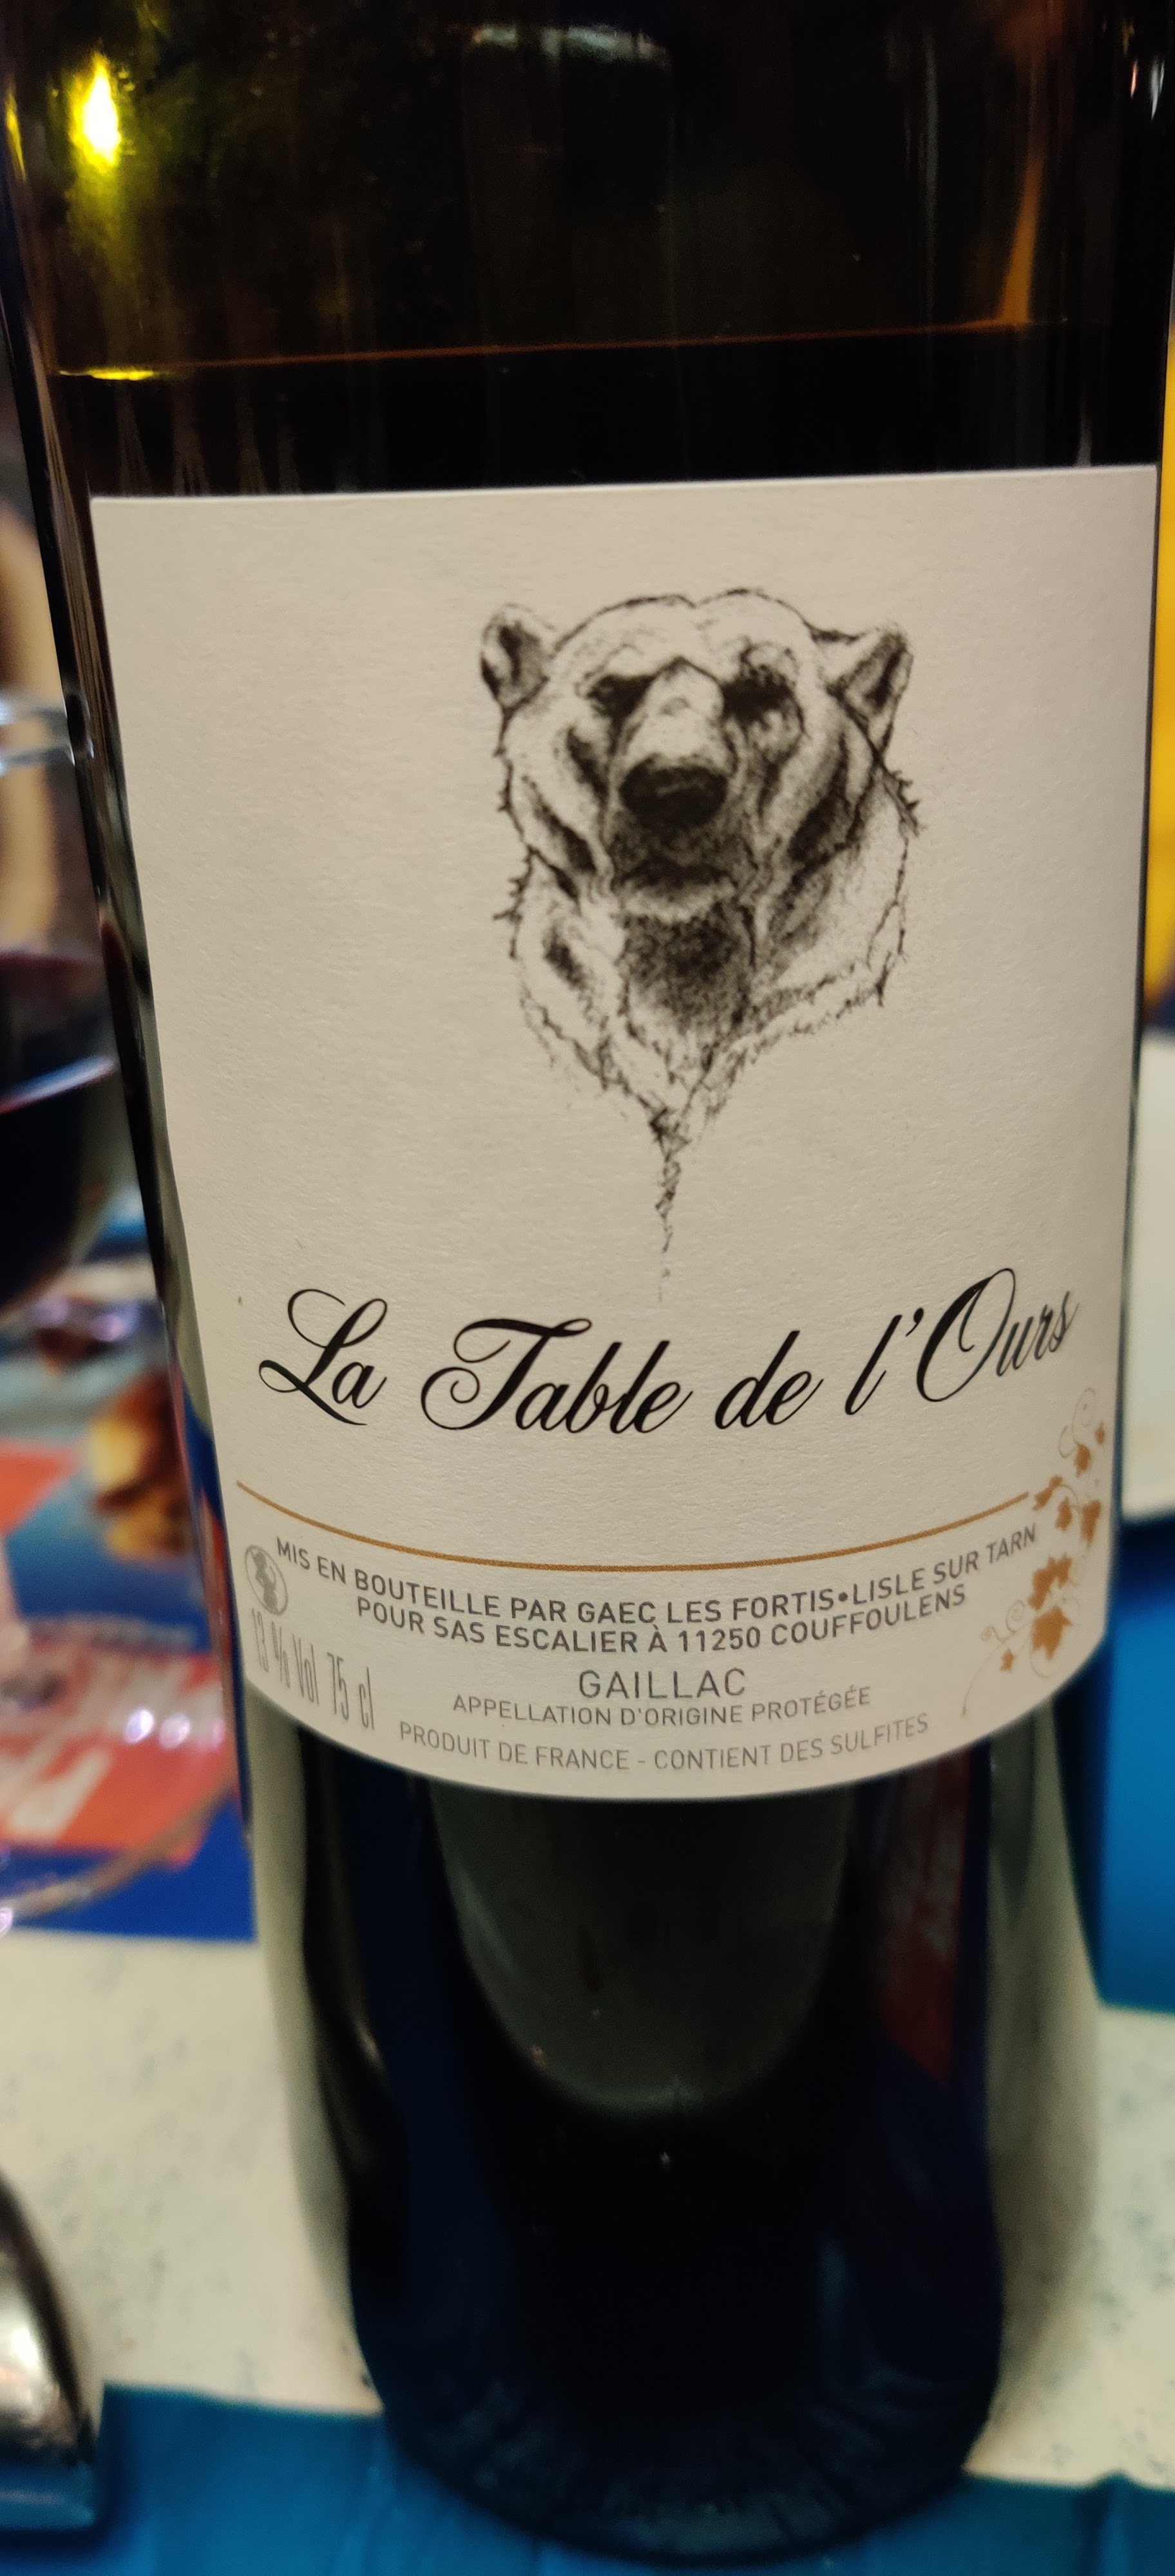 La Table de l'Ours
MIS EN BOUTEILLE PAR GAEC LES FORTIS•LISLE SUR TARN
POUR SAS ESCALIER À 11250 COUFFOULENS
GAILLAC
APPELLATION D'ORIGINE PROTÉGÉE
PRODUIT DE FRANCE - CONTIENT DES SULFITES
13 % Vol 75 cl